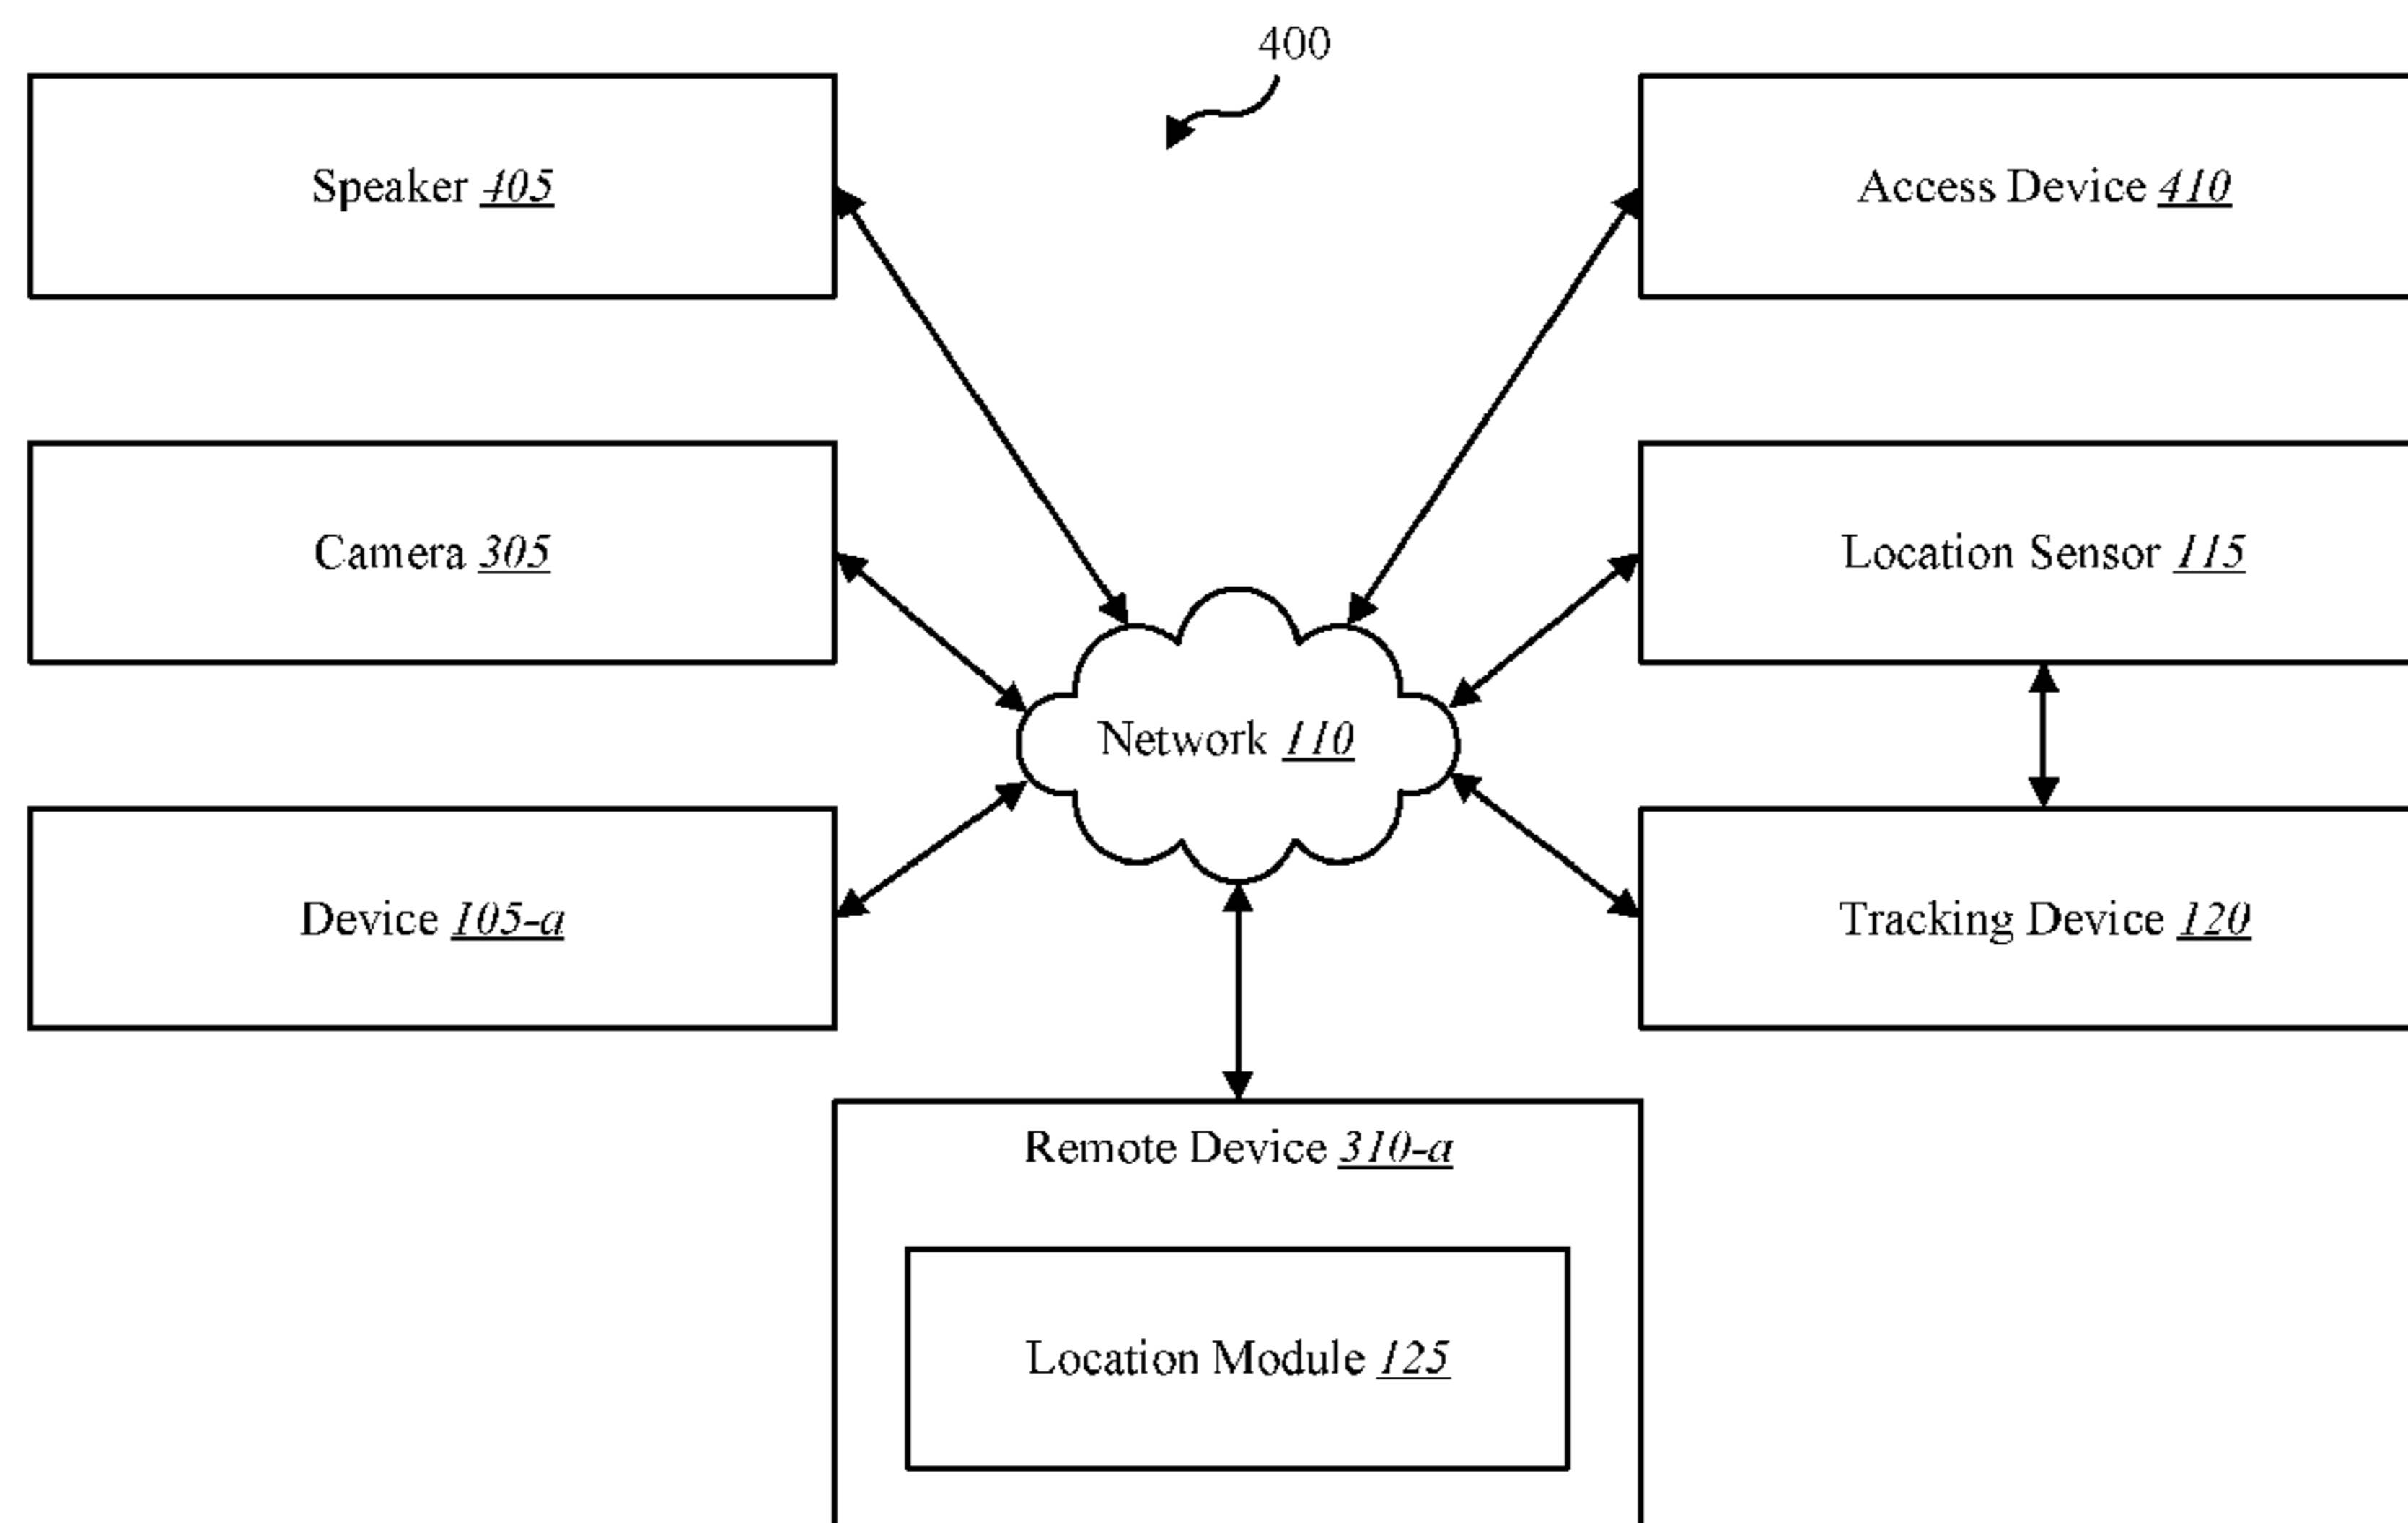 400
Speaker 405
Access Device 410
Camera 305
Location Sensor 115
Network 110
Device 105-a
Tracking Device 120
Remote Device 310-a
Location Module 125